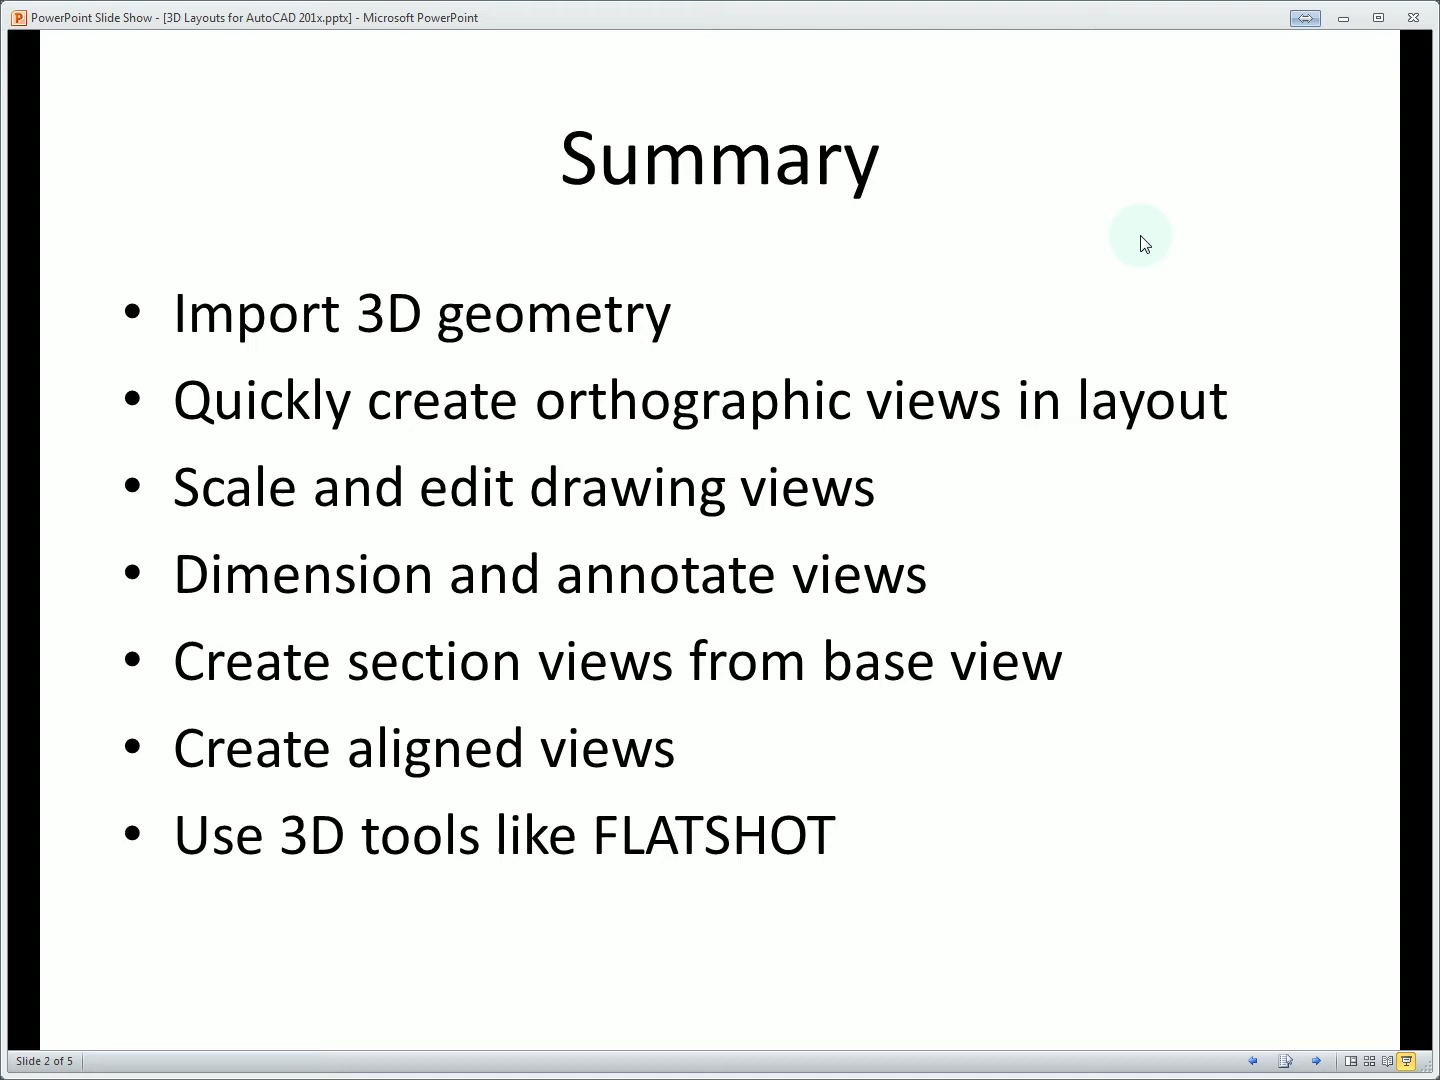 PowerPoint Slide Show - [3D Layouts for AutoCAD 201x.pptx] - Microsoft PowerPoint
Summary
• Import 3D geometry
• Quickly create orthographic views in layout
• Scale and edit drawing views
• Dimension and annotate views
• Create section views from base view
• Create aligned views
• Use 3D tools like FLATSHOT
Slide 2 of 5